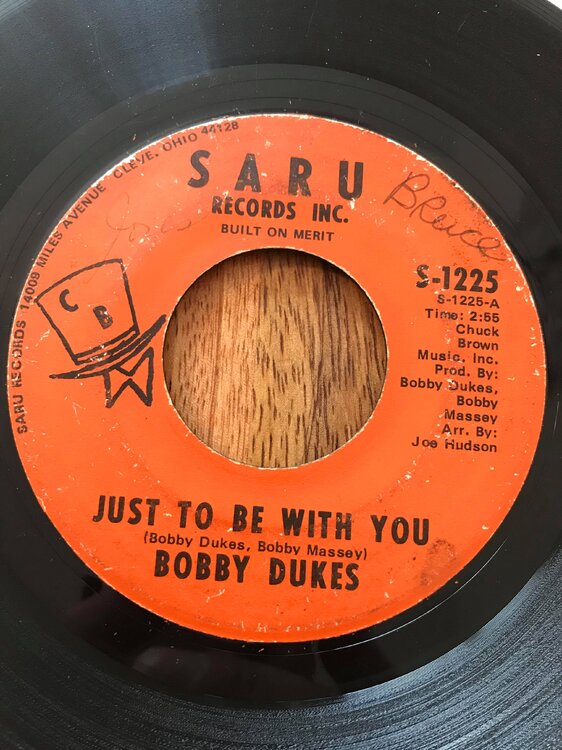 SARU RECORDS 14009 MILES AVENUE CLEVE. OHIO 44128
SARU
RECORDS INC.
BUILT ON MERIT
Bruce
C B
S-1225
S-1225-A
Time: 2:55
Chuck
Brown
Music, Inc.
Prod. By:
Bobby Dukes,
Bobby
Massey
Arr. By:
Joe Hudson
JUST TO BE WITH YOU
(Bobby Dukes, Bobby Massey)
BOBBY DUKES